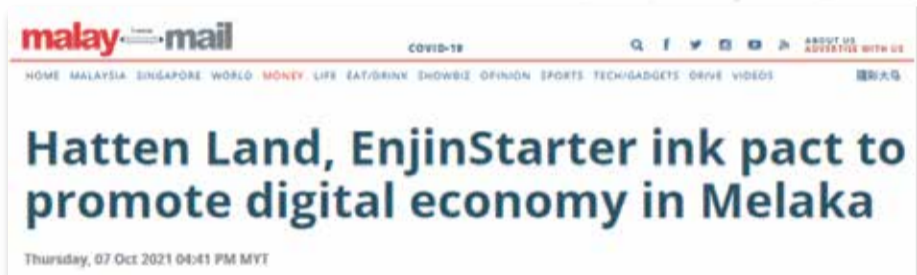 malay mail
COVID-19
ABOUT US
ADVERTISE WITH US
HOME MALAYSIA SINGAPORE WORLD MONEY LIFE EAT/DRINK SHOWBIZ OPINION SPORTS TECH/GADGETS DRIVE VIDEOS
Hatten Land, EnjinStarter ink pact to
promote digital economy in Melaka
Thursday, 07 Oct 2021 04:41 PM MYT